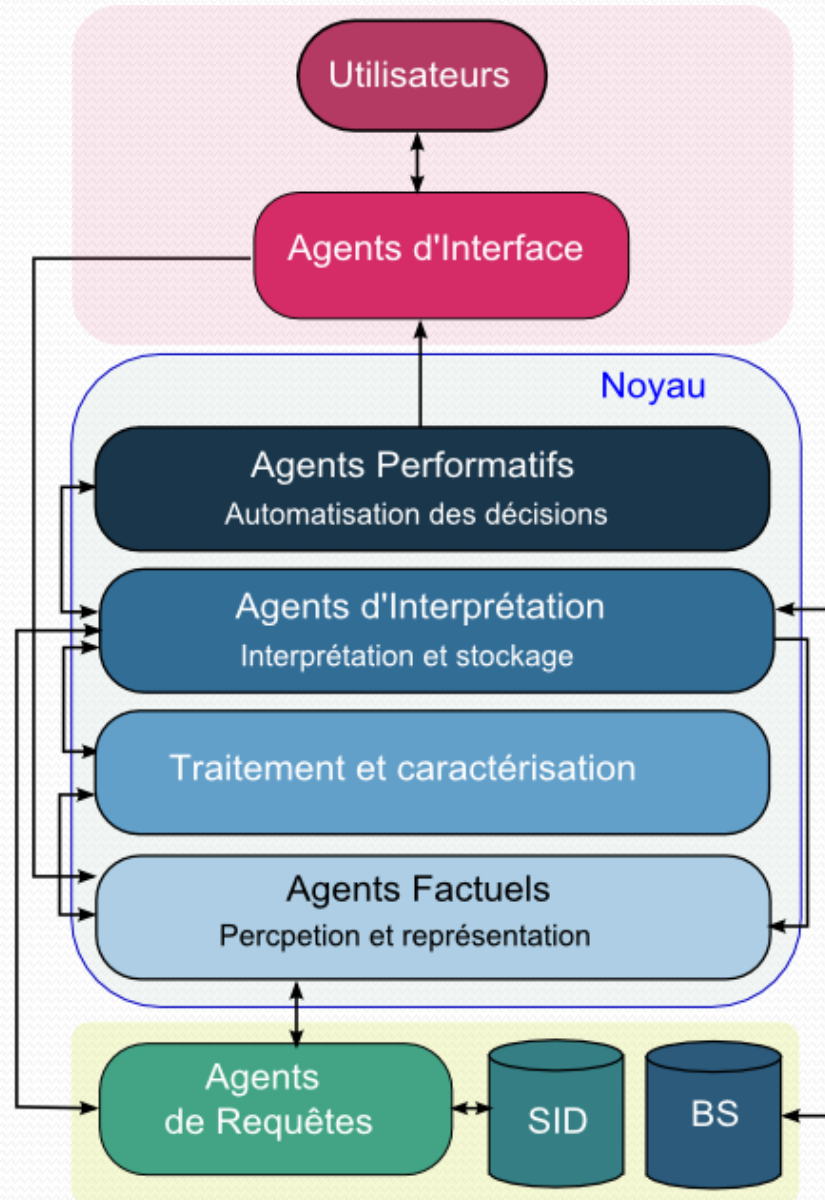 Utilisateurs
Agents d'Interface
Noyau
Agents Performatifs
Automatisation des décisions
Agents d'Interprétation
Interprétation et stockage
Traitement et caractérisation
Agents Factuels
Percpetion et représentation
Agents
de Requêtes
SID
BS